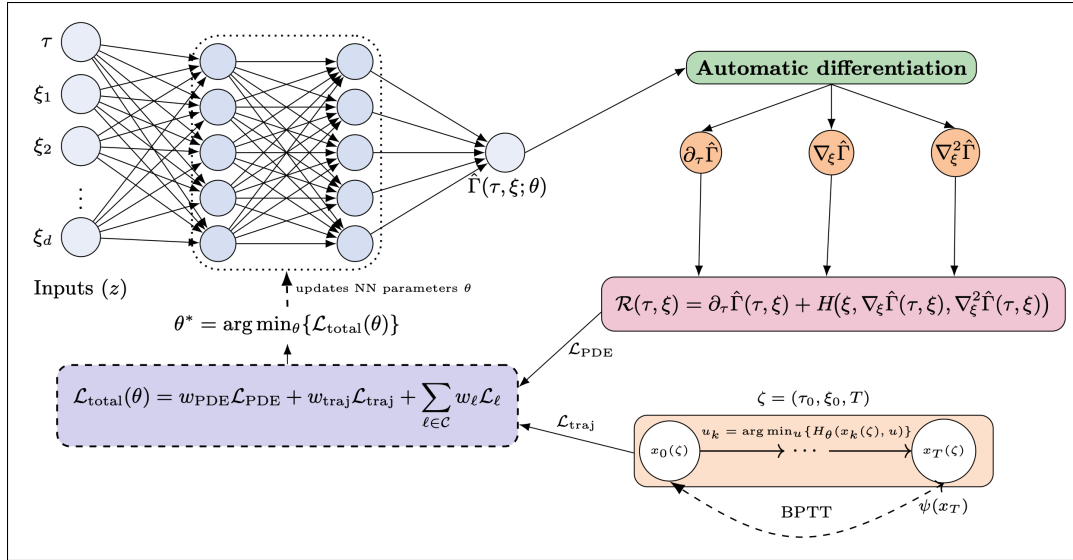 τ
ξ₁
ξ₂
⋮
ξ_d
Inputs (z)
Γ̂(τ, ξ; θ)
Automatic differentiation
∂_τ Γ̂
∇_ξ Γ̂
∇²_ξ Γ̂
updates NN parameters θ
θ* = arg min_θ{ℒ_total(θ)}
ℛ(τ, ξ) = ∂_τ Γ̂(τ, ξ) + H(ξ, ∇_ξ Γ̂(τ, ξ), ∇²_ξ Γ̂(τ, ξ))
ℒ_PDE
ℒ_total(θ) = w_PDE ℒ_PDE + w_traj ℒ_traj + ∑_{ℓ∈𝒞} w_ℓ ℒ_ℓ
ℒ_traj
ζ = (τ₀, ξ₀, T)
u_k = arg min_u{H_θ(x_k(ζ), u)}
x₀(ζ)
⋯
x_T(ζ)
BPTT
ψ(x_T)